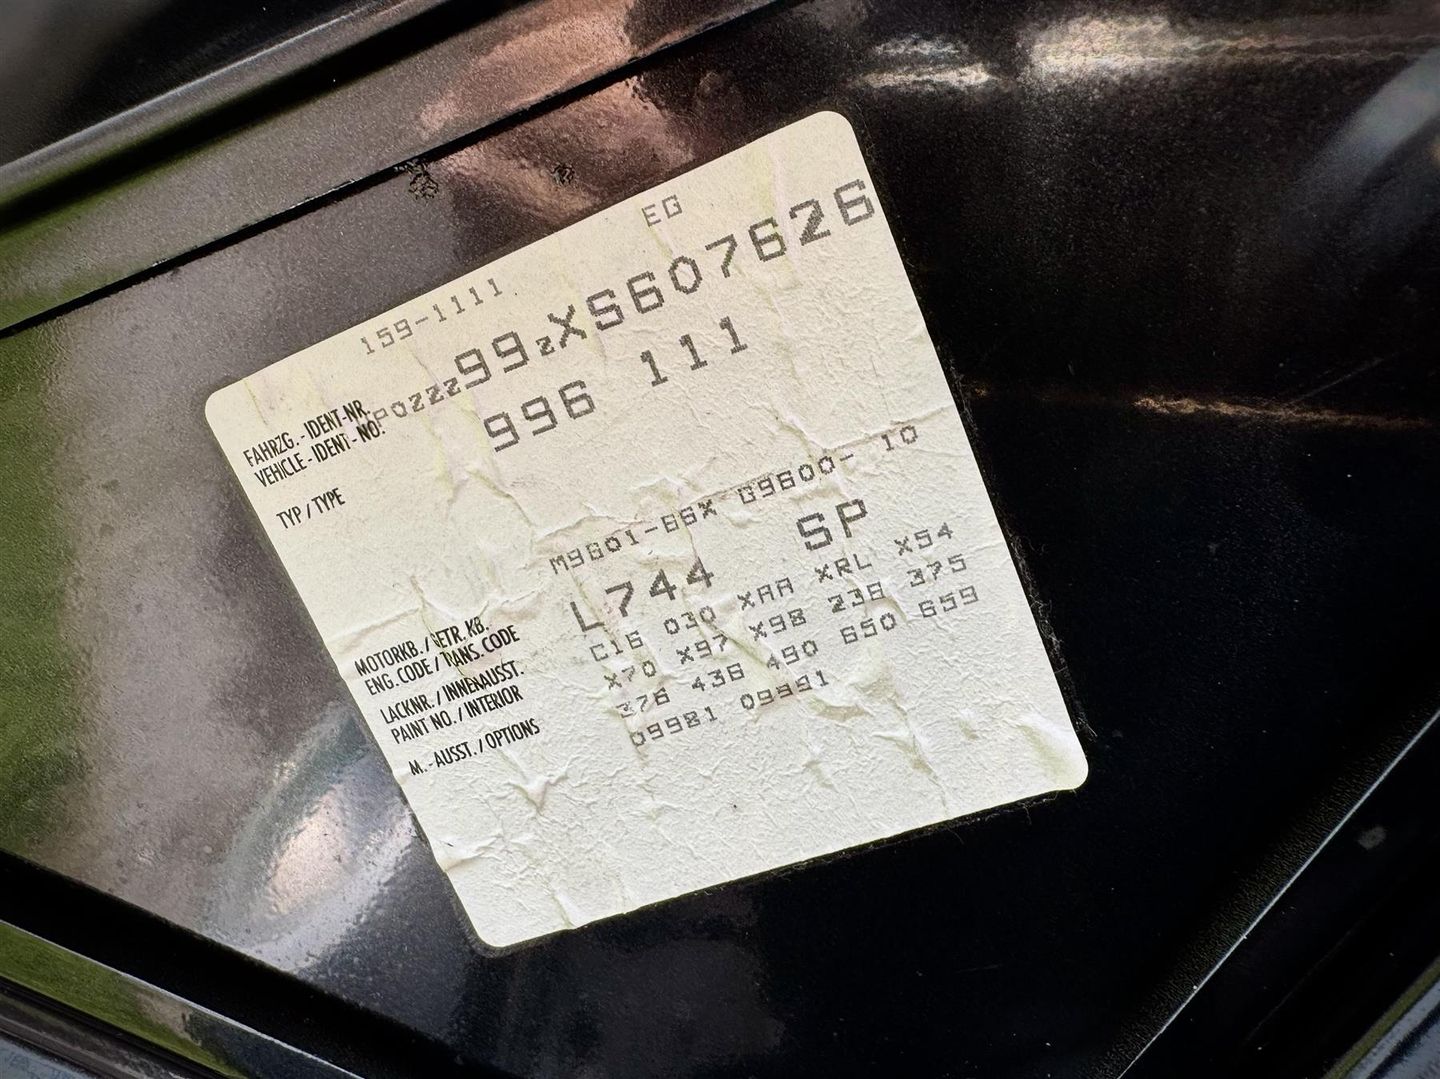 159-1111 EG
FAHRZG.-IDENT-NR.
VEHICLE-IDENT-NO. WP0ZZZ99ZXS607626
TYP / TYPE 996 111
MOTORKB. / GETR. KB.
ENG. CODE / TRANS. CODE M9601-66X G9600- 10
LACKNR. / INNENAUSST.
PAINT NO. / INTERIOR L744 SP
M.-AUSST. / OPTIONS C16 030 XAA XRL X54
X70 X97 X98 238 375
376 438 490 650 659
09981 09991